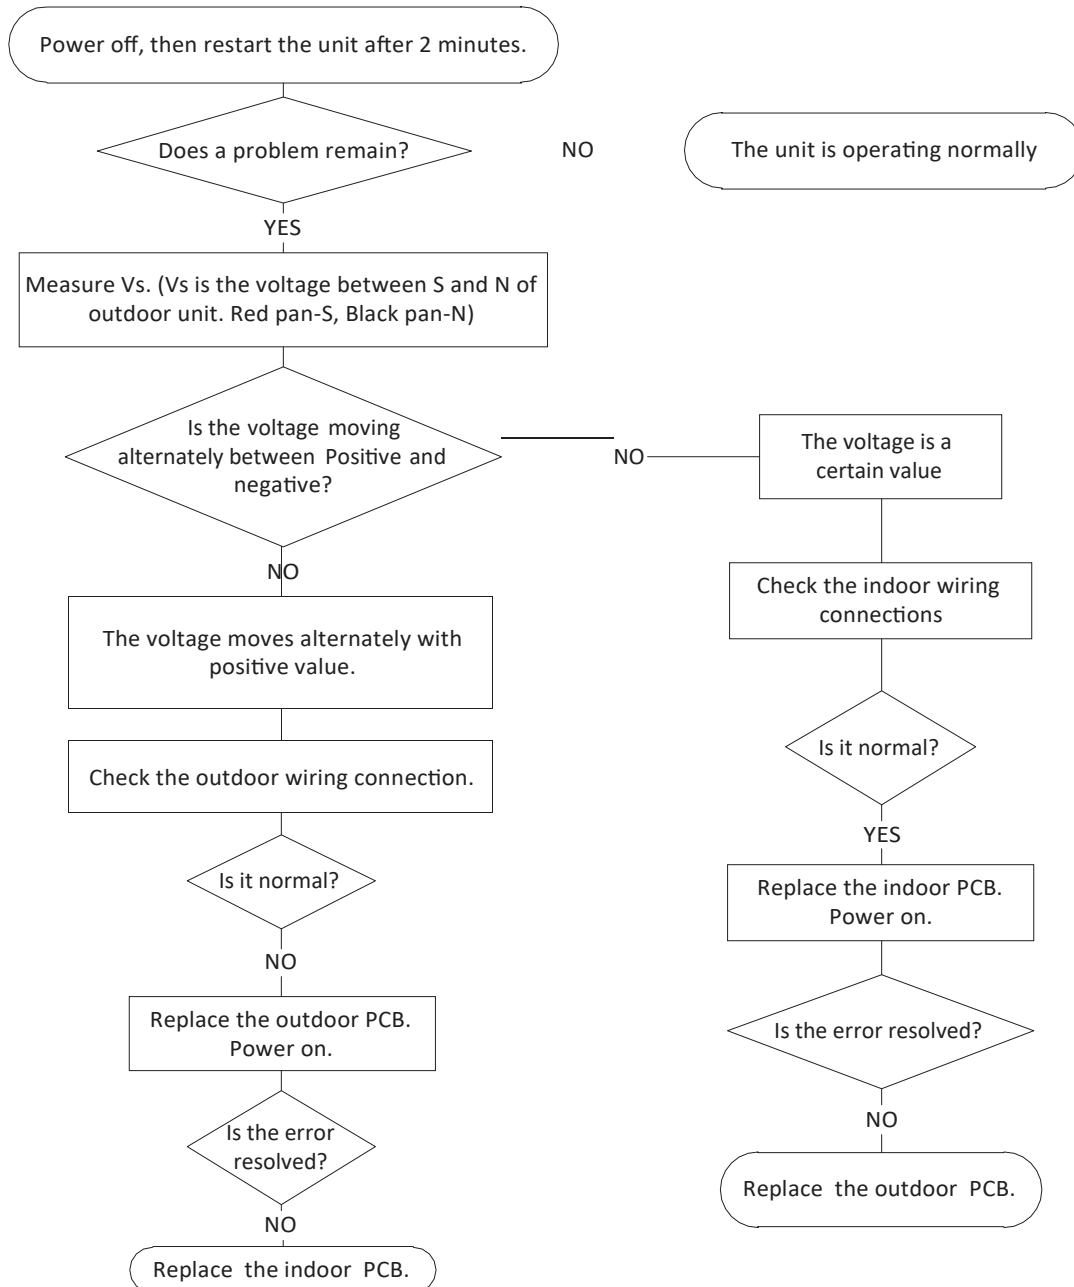 Power off, then restart the unit after 2 minutes.
Does a problem remain?
NO
The unit is operating normally
YES
Measure Vs. (Vs is the voltage between S and N of
outdoor unit. Red pan-S, Black pan-N)
Is the voltage moving
alternately between Positive and
negative?
NO
The voltage is a
certain value
NO
The voltage moves alternately with
positive value.
Check the outdoor wiring connection.
Is it normal?
NO
Replace the outdoor PCB.
Power on.
Is the error
resolved?
NO
Replace the indoor PCB.
Check the indoor wiring
connections
Is it normal?
YES
Replace the indoor PCB.
Power on.
Is the error resolved?
NO
Replace the outdoor PCB.